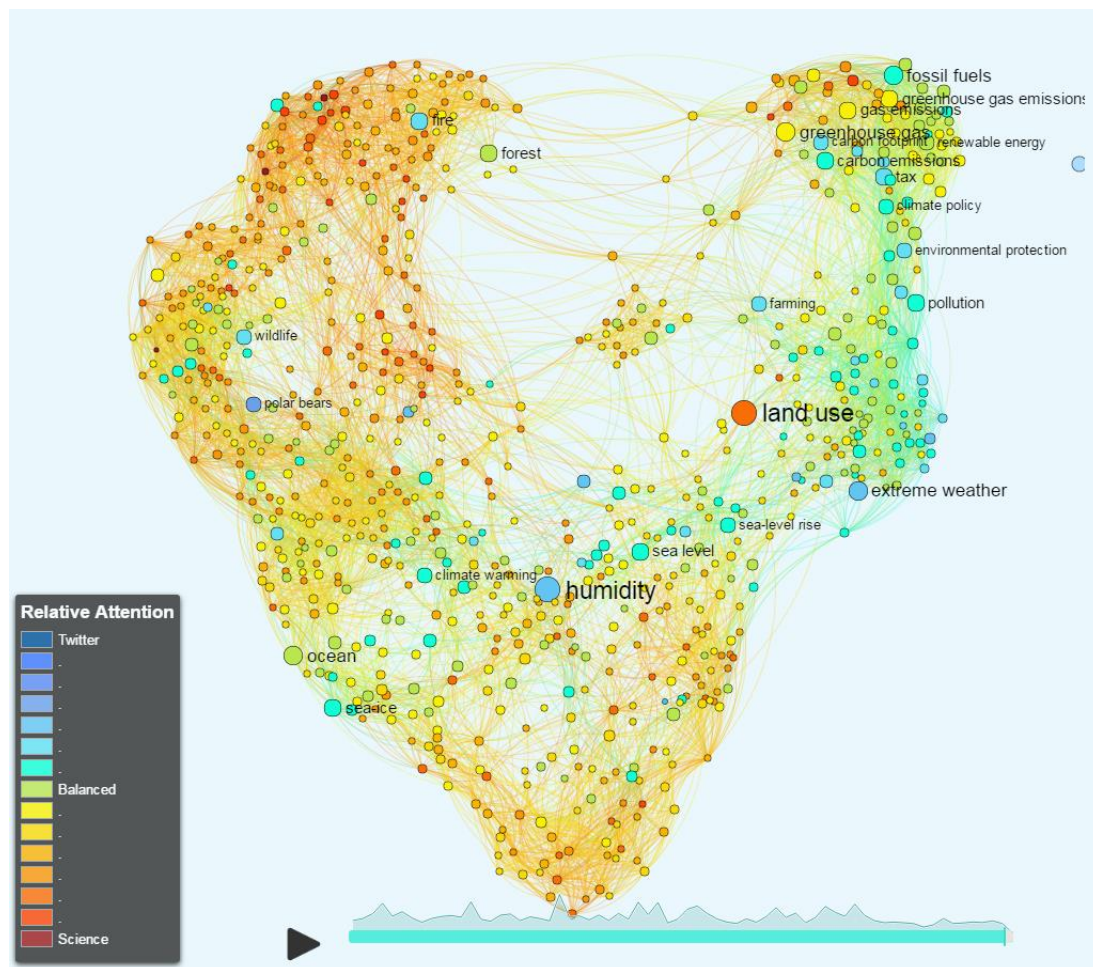 fossil fuels
greenhouse gas emissions
gas emissions
fire
greenhouse gas
carbon footprint
renewable energy
forest
carbon emissions
tax
climate policy
environmental protection
farming
pollution
wildlife
polar bears
land use
extreme weather
sea-level rise
sea level
climate warming
humidity
Relative Attention
Twitter
.
.
.
.
.
.
Balanced
.
.
.
.
.
.
Science
ocean
sea-ice